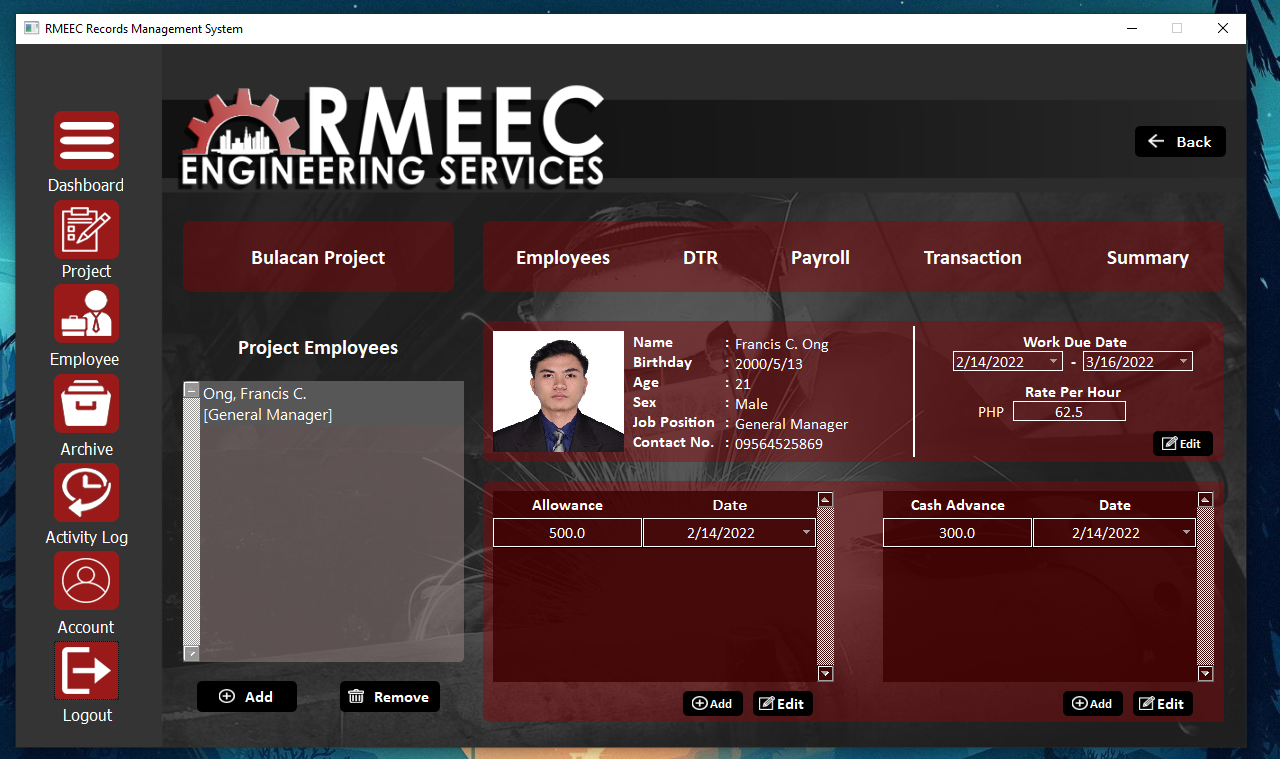 RMEEC Records Management System
RMEEC
ENGINEERING SERVICES
Back
Dashboard
Project
Employee
Archive
Activity Log
Account
Logout
Bulacan Project
Employees DTR Payroll Transaction Summary
Project Employees
Ong, Francis C.
[General Manager]
Add Remove
Name : Francis C. Ong
Birthday : 2000/5/13
Age : 21
Sex : Male
Job Position : General Manager
Contact No. : 09564525869
Work Due Date
2/14/2022 - 3/16/2022
Rate Per Hour
PHP 62.5
Edit
Allowance Date
500.0 2/14/2022
Add Edit
Cash Advance Date
300.0 2/14/2022
Add Edit